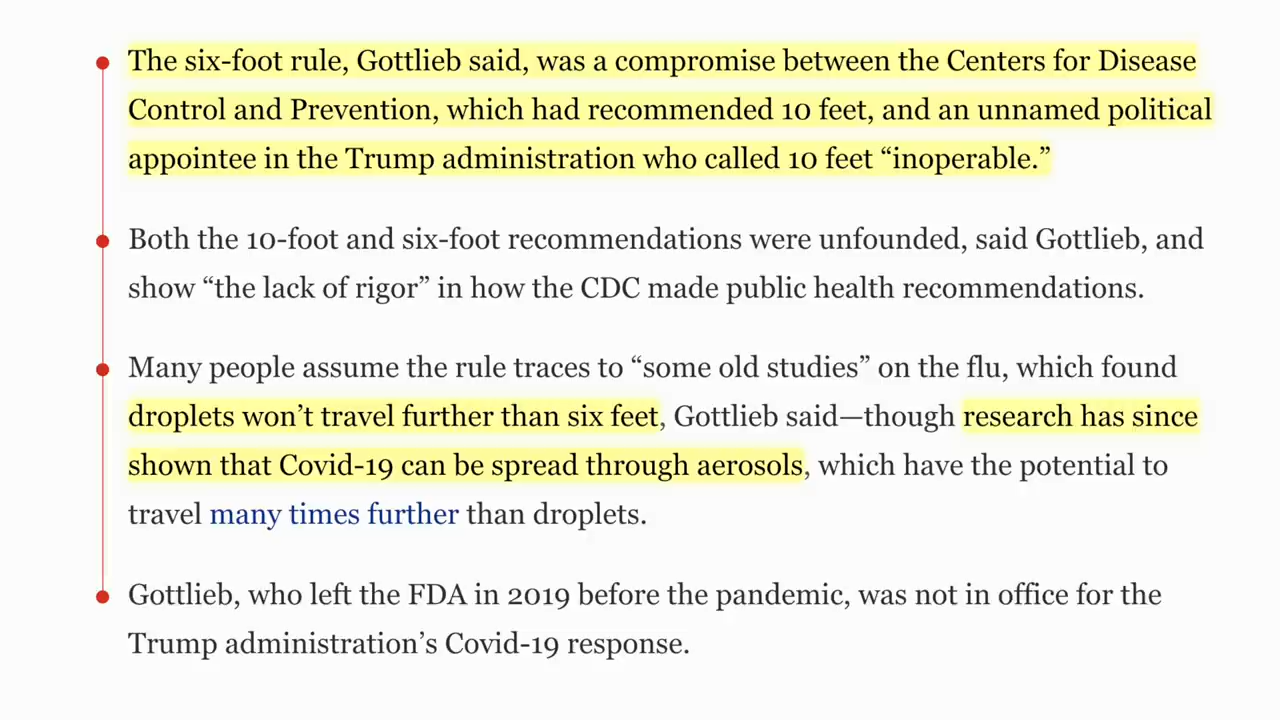 The six-foot rule, Gottlieb said, was a compromise between the Centers for Disease
Control and Prevention, which had recommended 10 feet, and an unnamed political
appointee in the Trump administration who called 10 feet “inoperable.”
Both the 10-foot and six-foot recommendations were unfounded, said Gottlieb, and
show “the lack of rigor” in how the CDC made public health recommendations.
Many people assume the rule traces to “some old studies” on the flu, which found
droplets won’t travel further than six feet, Gottlieb said—though research has since
shown that Covid-19 can be spread through aerosols, which have the potential to
travel many times further than droplets.
Gottlieb, who left the FDA in 2019 before the pandemic, was not in office for the
Trump administration’s Covid-19 response.